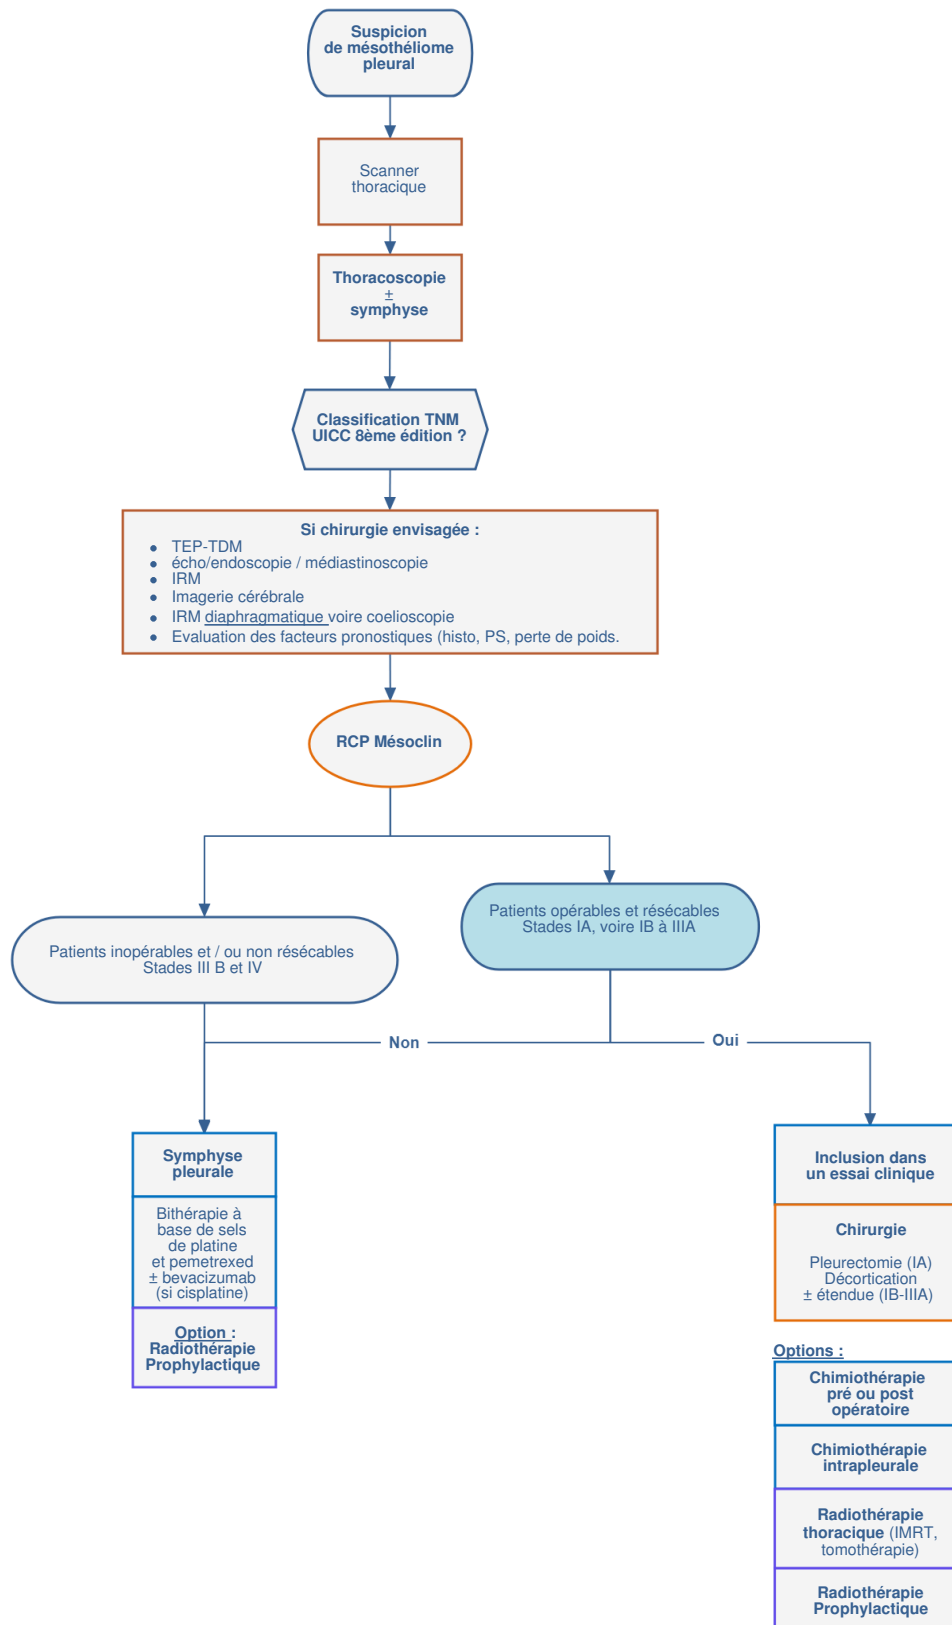 Suspicion
de mésothéliome
pleural
Scanner
thoracique
Thoracoscopie
±
symphyse
Classification TNM
UICC 8ème édition ?
Si chirurgie envisagée :
• TEP-TDM
• écho/endoscopie / médiastinoscopie
• IRM
• Imagerie cérébrale
• IRM diaphragmatique voire coelioscopie
• Evaluation des facteurs pronostiques (histo, PS, perte de poids.
RCP Mésoclin
Patients opérables et résécables
Stades IA, voire IB à IIIA
Patients inopérables et / ou non résécables
Stades III B et IV
Non
Oui
Symphyse
pleurale
Bithérapie à
base de sels
de platine
et pemetrexed
± bevacizumab
(si cisplatine)
Option :
Radiothérapie
Prophylactique
Inclusion dans
un essai clinique
Chirurgie
Pleurectomie (IA)
Décortication
± étendue (IB-IIIA)
Options :
Chimiothérapie
pré ou post
opératoire
Chimiothérapie
intrapleurale
Radiothérapie
thoracique (IMRT,
tomothérapie)
Radiothérapie
Prophylactique